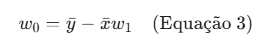 w₀ = ȳ − x̄w₁ (Equação 3)